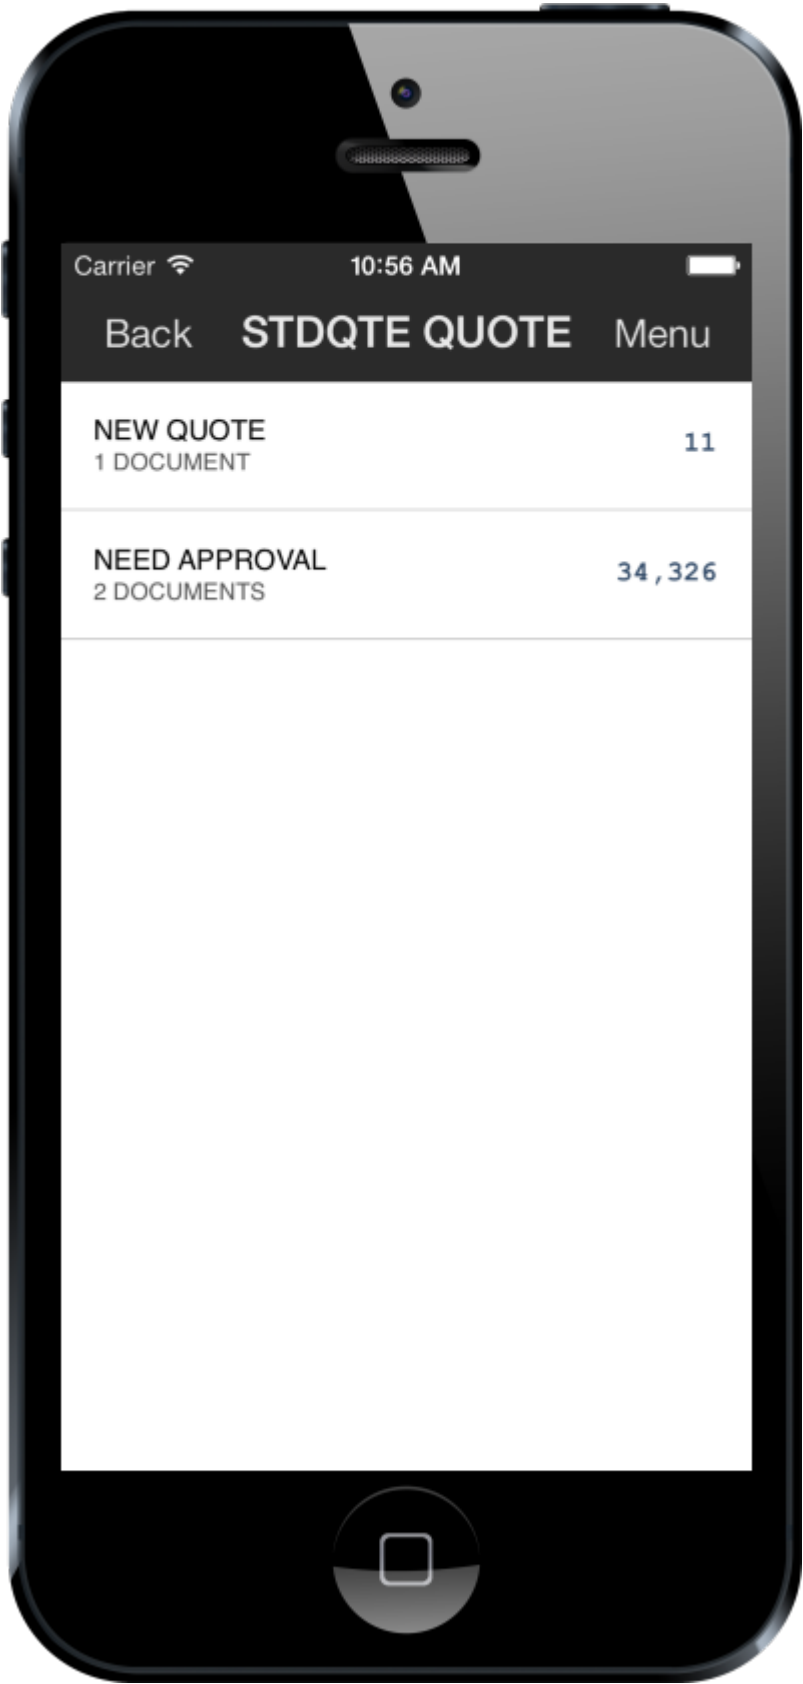 Carrier 10:56 AM
Back STDQTE QUOTE Menu
NEW QUOTE 11
1 DOCUMENT
NEED APPROVAL 34,326
2 DOCUMENTS